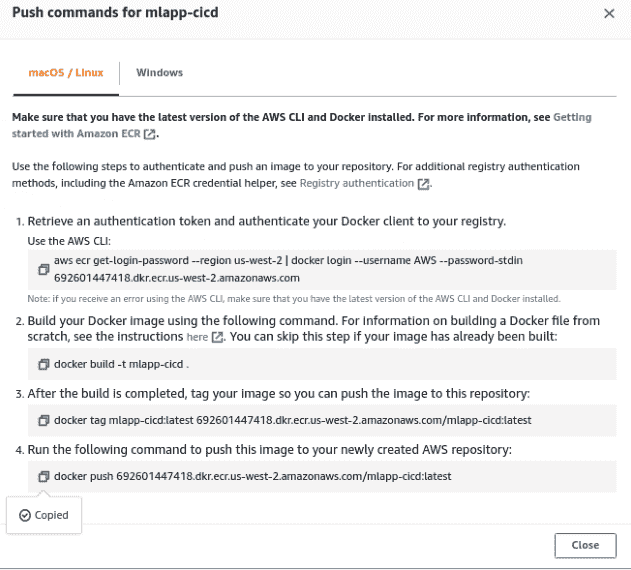 Push commands for mlapp-cicd
macOS / Linux
Windows
Make sure that you have the latest version of the AWS CLI and Docker installed. For more information, see Getting
started with Amazon ECR.
Use the following steps to authenticate and push an image to your repository. For additional registry authentication
methods, including the Amazon ECR credential helper, see Registry authentication.
1. Retrieve an authentication token and authenticate your Docker client to your registry.
Use the AWS CLI:
aws ecr get-login-password --region us-west-2 | docker login --username AWS --password-stdin
692601447418.dkr.ecr.us-west-2.amazonaws.com
Note: if you receive an error using the AWS CLI, make sure that you have the latest version of the AWS CLI and Docker installed.
2. Build your Docker image using the following command. For information on building a Docker file from
scratch, see the instructions here. You can skip this step if your image has already been built:
docker build -t mlapp-cicd .
3. After the build is completed, tag your image so you can push the image to this repository:
docker tag mlapp-cicd:latest 692601447418.dkr.ecr.us-west-2.amazonaws.com/mlapp-cicd:latest
4. Run the following command to push this image to your newly created AWS repository:
docker push 692601447418.dkr.ecr.us-west-2.amazonaws.com/mlapp-cicd:latest
Copied
Close